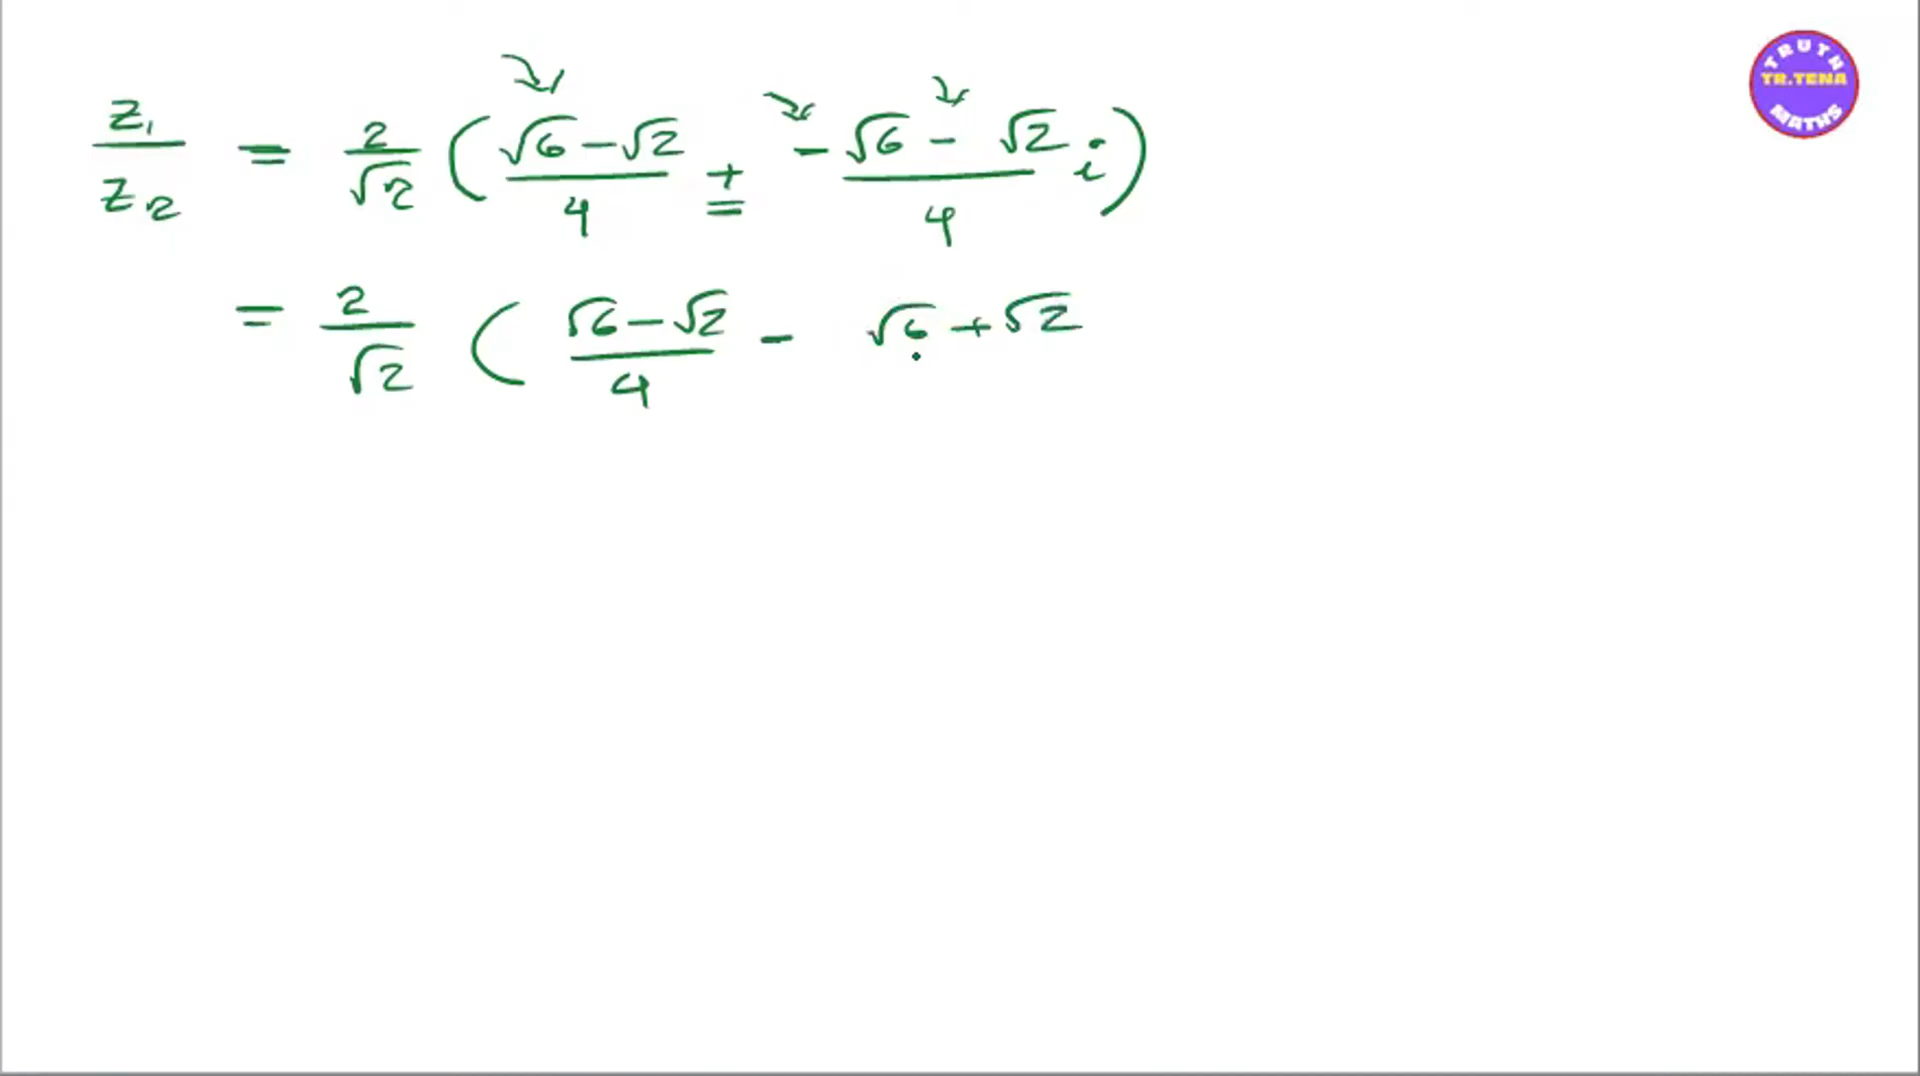 z₁/z₂ = 2/√2 ( (√6 − √2)/4 + (−√6 − √2)/4 i )
= 2/√2 ( (√6 − √2)/4 − √6 + √2
TRUTH
TR.TENA
MATHS